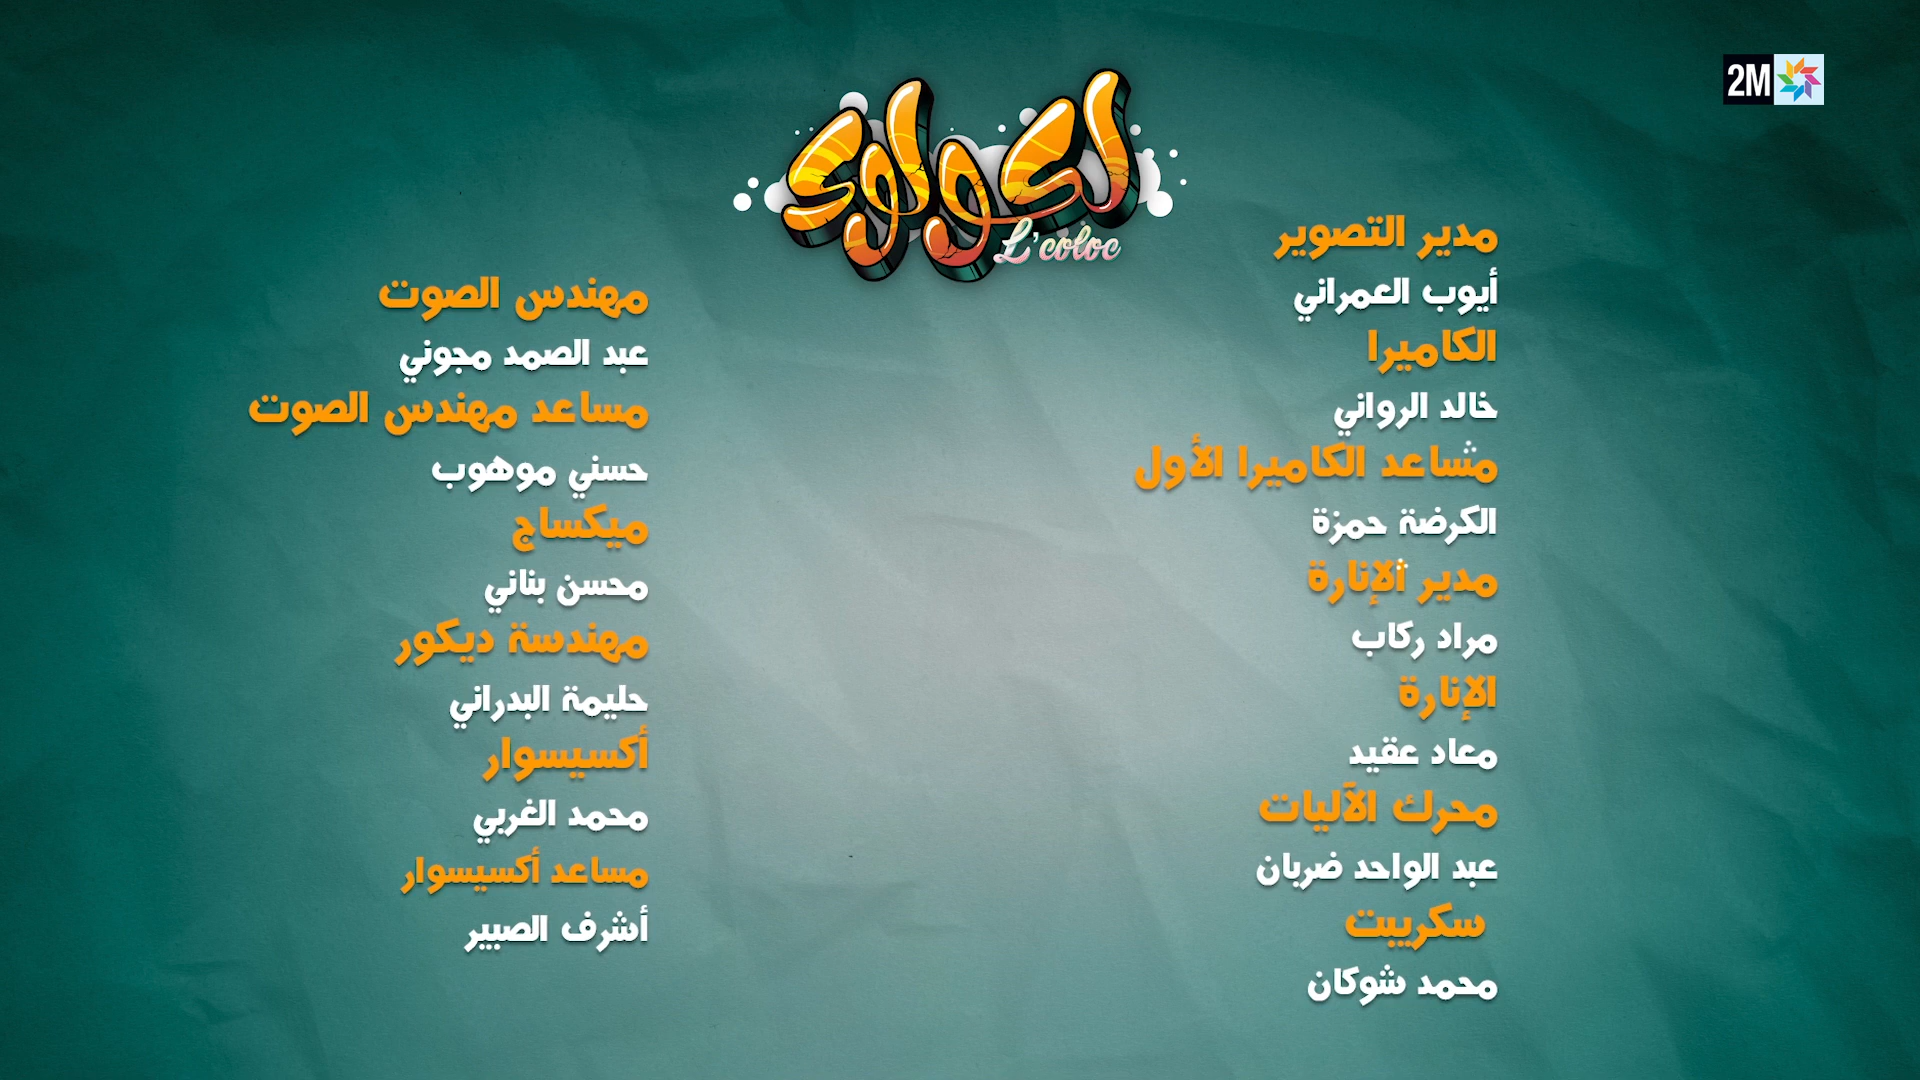 2M
لكولوك
L'coloc
مدير التصوير
أيوب العمراني
الكاميرا
خالد الرواني
مساعد الكاميرا الأول
الكرضة حمزة
مدير الإنارة
مراد ركاب
الإنارة
معاد عقيد
محرك الآليات
عبد الواحد ضربان
سكريبت
محمد شوكان
مهندس الصوت
عبد الصمد مجوني
مساعد مهندس الصوت
حسني موهوب
ميكساج
محسن بناني
مهندسة ديكور
حليمة البدراني
أكسيسوار
محمد الغربي
مساعد أكسيسوار
أشرف الصبير